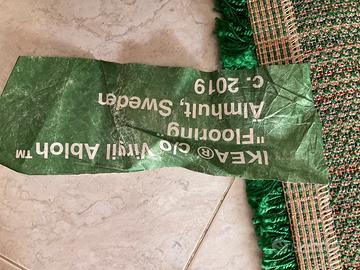 IKEA® c/o Virgil Abloh™
"Flooring"
Älmhult, Sweden
c. 2019